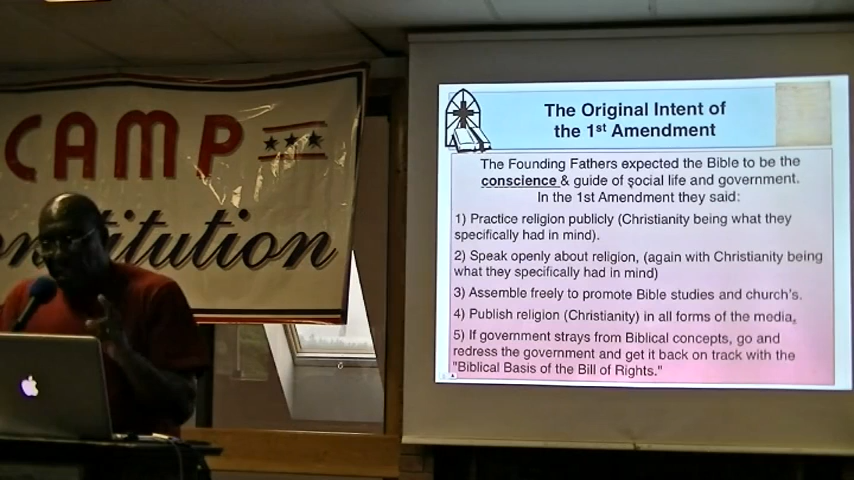 CAMP
onstitution
The Original Intent of
the 1st Amendment
The Founding Fathers expected the Bible to be the
conscience & guide of social life and government.
In the 1st Amendment they said:
1) Practice religion publicly (Christianity being what they
specifically had in mind).
2) Speak openly about religion, (again with Christianity being
what they specifically had in mind)
3) Assemble freely to promote Bible studies and church's.
4) Publish religion (Christianity) in all forms of the media,
5) If government strays from Biblical concepts, go and
redress the government and get it back on track with the
"Biblical Basis of the Bill of Rights."